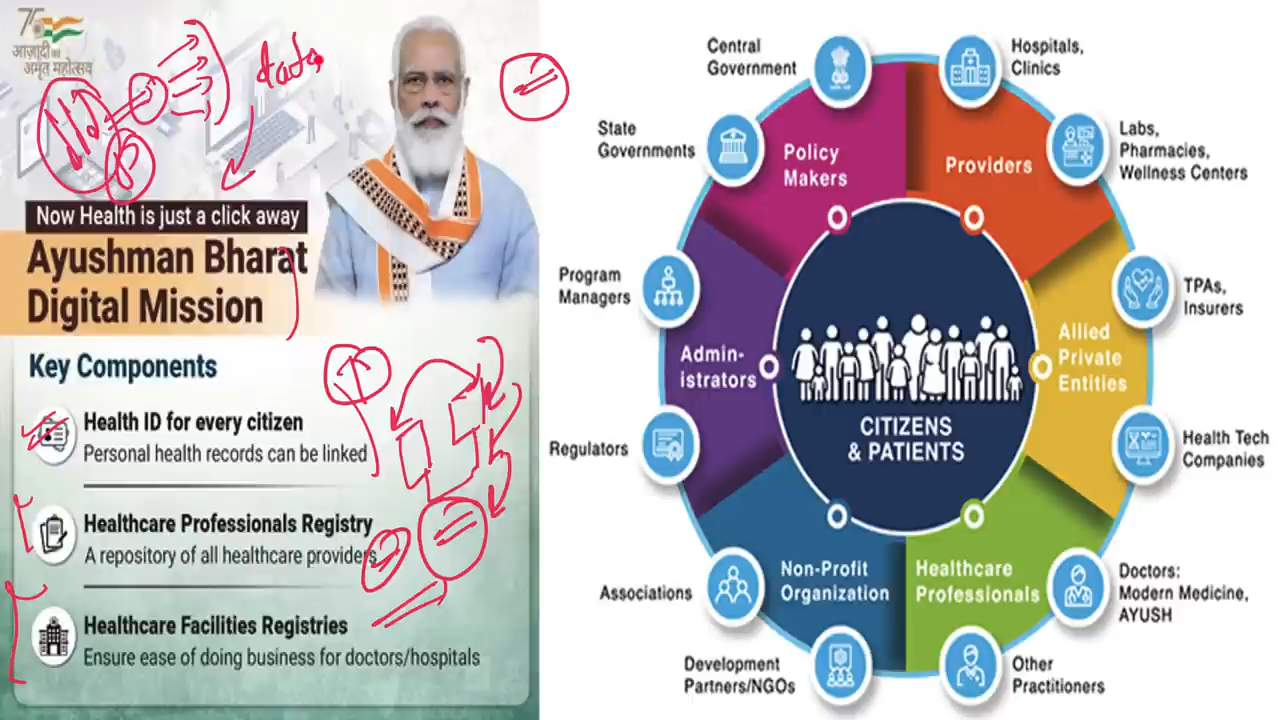 75
आज़ादी का
अमृत महोत्सव
data
Now Health is just a click away
Ayushman Bharat
Digital Mission
Key Components
Health ID for every citizen
Personal health records can be linked
Healthcare Professionals Registry
A repository of all healthcare providers
Healthcare Facilities Registries
Ensure ease of doing business for doctors/hospitals
Central
Government
Hospitals,
Clinics
State
Governments
Labs,
Pharmacies,
Wellness Centers
Policy
Makers
Providers
Program
Managers
TPAs,
Insurers
Admin-
istrators
Allied
Private
Entities
CITIZENS
& PATIENTS
Regulators
Health Tech
Companies
Non-Profit
Organization
Healthcare
Professionals
Associations
Doctors:
Modern Medicine,
AYUSH
Development
Partners/NGOs
Other
Practitioners